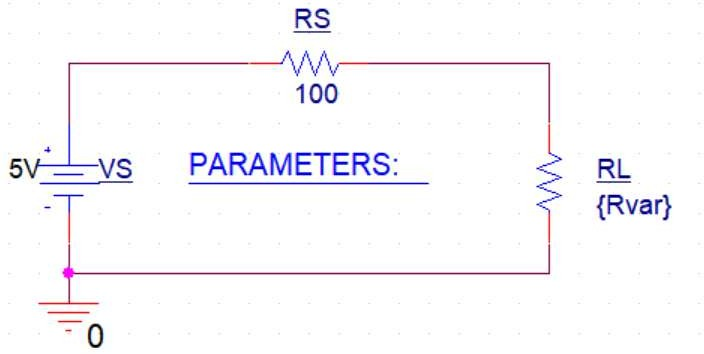 RS
100
5V
VS
PARAMETERS:
RL
{Rvar}
0